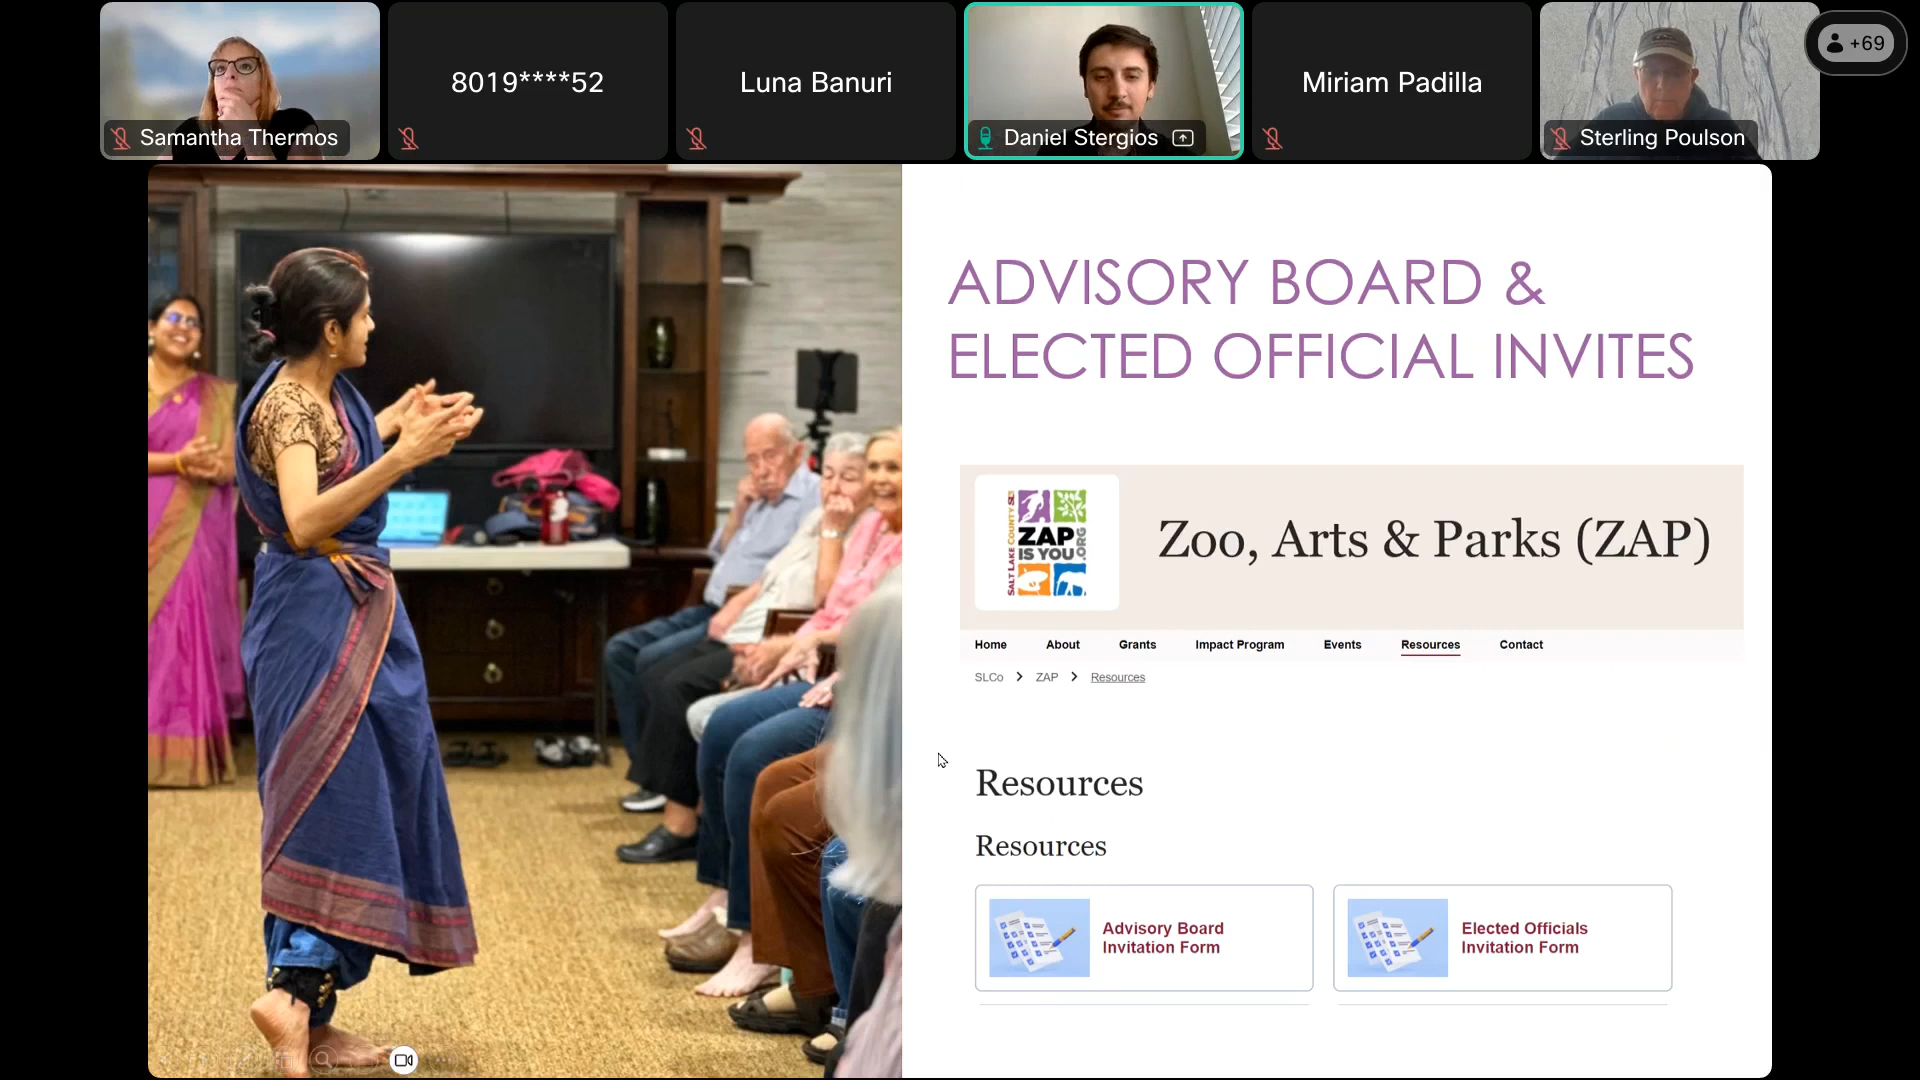 Samantha Thermos
8019****52
Luna Banuri
Daniel Stergios
Miriam Padilla
Sterling Poulson
+69
ADVISORY BOARD &
ELECTED OFFICIAL INVITES
SALT LAKE COUNTY
ZAP
IS YOU.ORG
Zoo, Arts & Parks (ZAP)
Home About Grants Impact Program Events Resources Contact
SLCo > ZAP > Resources
Resources
Resources
Advisory Board
Invitation Form
Elected Officials
Invitation Form